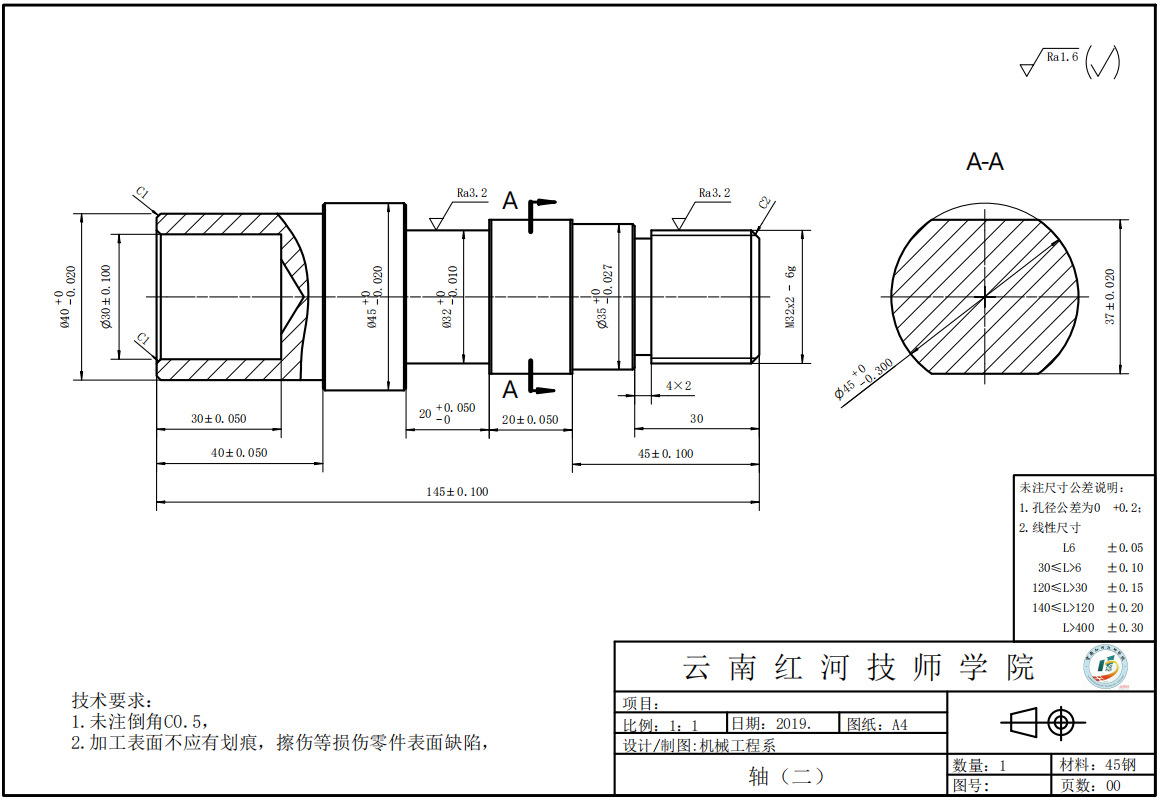 Ra1.6
A-A
C1
Ra3.2
A
Ra3.2
C2
Ø40 +0 -0.020
Ø30±0.100
Ø45 +0 -0.020
Ø32 +0 -0.010
Ø35 +0 -0.027
M32x2 - 6g
37±0.020
C1
Ø45 +0 -0.300
A
4×2
30±0.050
20 +0.050 -0
20±0.050
30
40±0.050
45±0.100
145±0.100
未注尺寸公差说明:
1.孔径公差为0 +0.2;
2.线性尺寸
L6 ±0.05
30≤L>6 ±0.10
120≤L>30 ±0.15
140≤L>120 ±0.20
L>400 ±0.30
云南红河技师学院
技术要求:
1.未注倒角C0.5,
2.加工表面不应有划痕,擦伤等损伤零件表面缺陷,
项目:
比例: 1: 1 日期: 2019. 图纸: A4
设计/制图:机械工程系
轴（二）
数量: 1 材料: 45钢
图号: 页数: 00